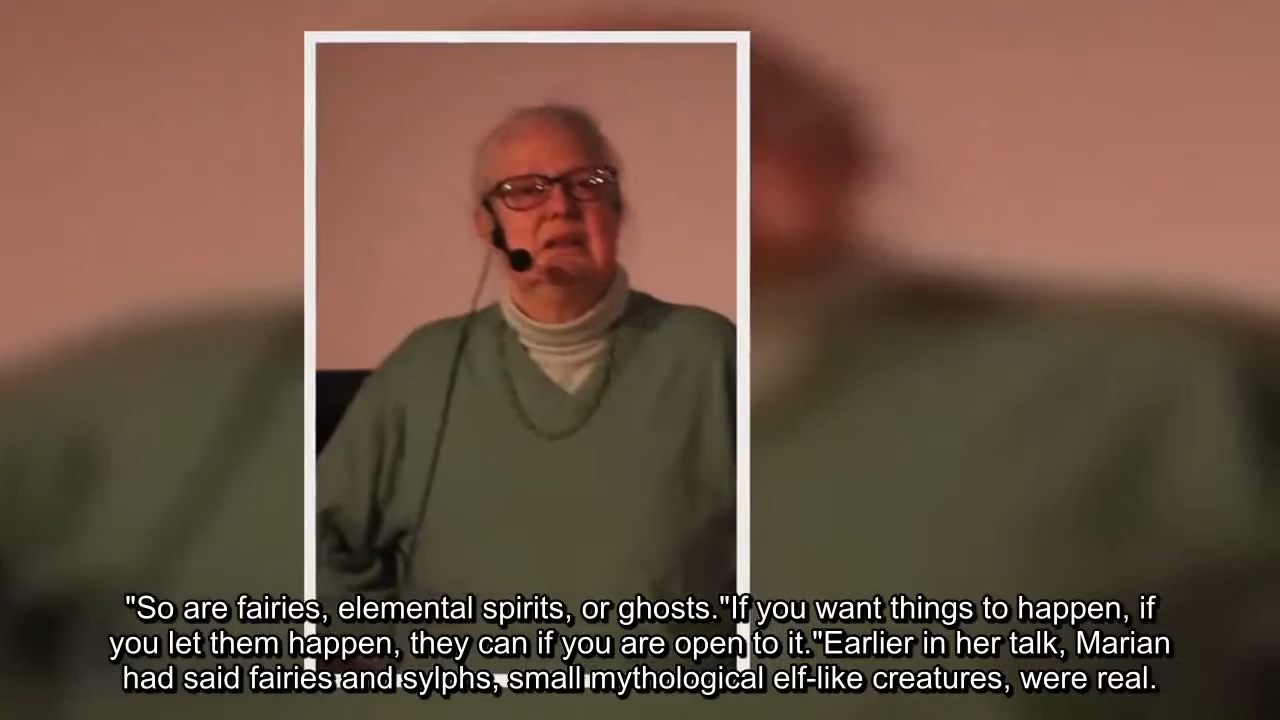 "So are fairies, elemental spirits, or ghosts."If you want things to happen, if
you let them happen, they can if you are open to it."Earlier in her talk, Marian
had said fairies and sylphs, small mythological elf-like creatures, were real.